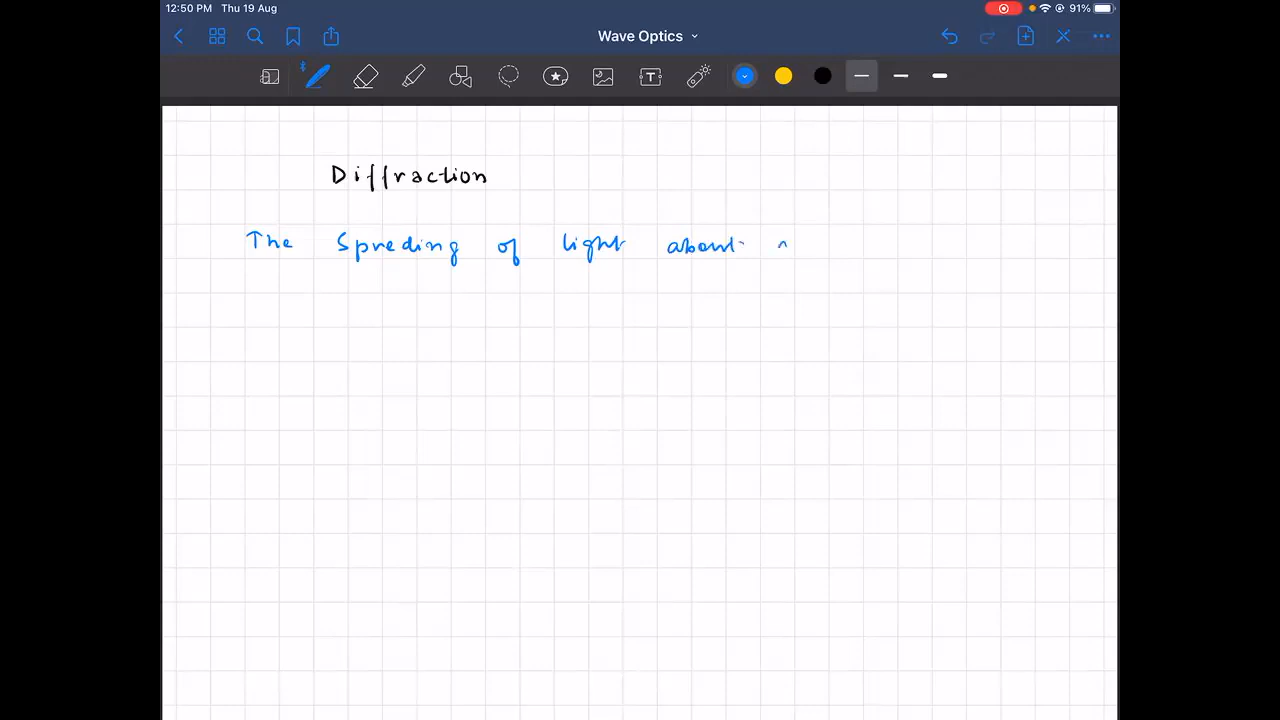 12:50 PM Thu 19 Aug 91%
Wave Optics
Diffraction
The Spreding of light about